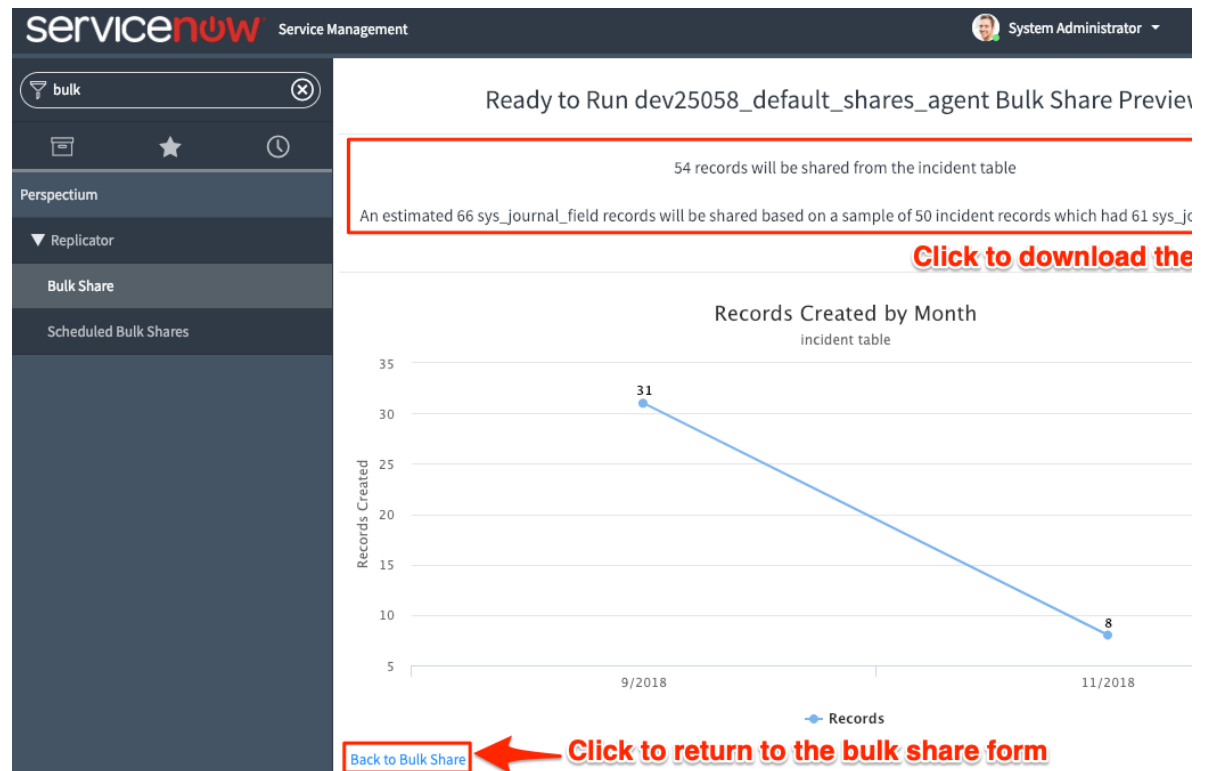 servicenow Service Management
System Administrator
bulk
Perspectium
Replicator
Bulk Share
Scheduled Bulk Shares
Ready to Run dev25058_default_shares_agent Bulk Share
54 records will be shared from the incident table
An estimated 66 sys_journal_field records will be shared based on a sample of 50 incident records which had 61
Click to download the
Records Created by Month
incident table
Records Created
35
30
25
20
15
10
5
31
8
9/2018
11/2018
Records
Back to Bulk Share
Click to return to the bulk share form